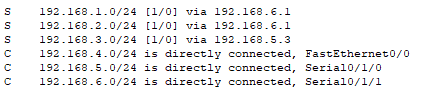 S 192.168.1.0/24 [1/0] via 192.168.6.1
S 192.168.2.0/24 [1/0] via 192.168.6.1
S 192.168.3.0/24 [1/0] via 192.168.5.3
C 192.168.4.0/24 is directly connected, FastEthernet0/0
C 192.168.5.0/24 is directly connected, Serial0/1/0
C 192.168.6.0/24 is directly connected, Serial0/1/1